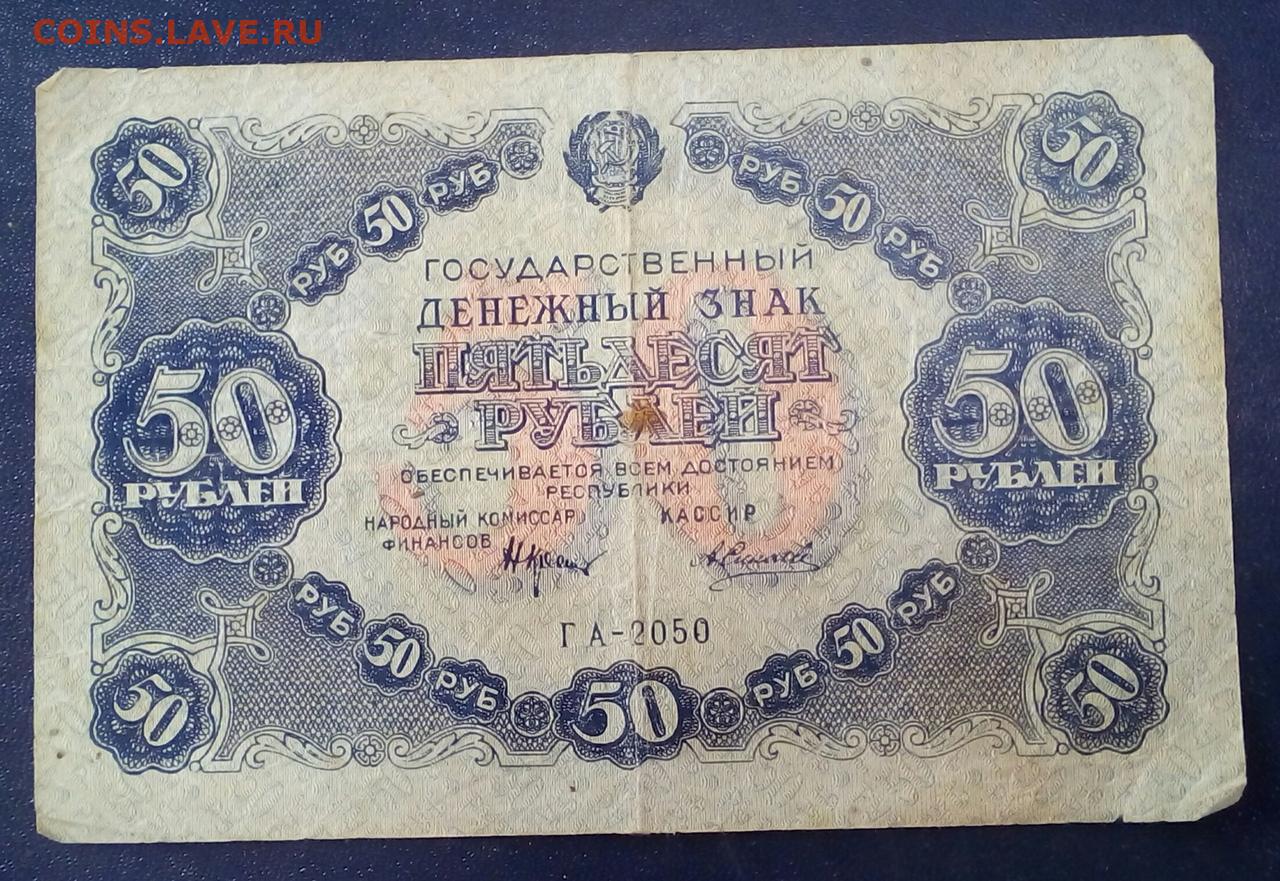 COINS.LAVE.RU
50 50
РУБ 50 РУБ РУБ 50 РУБ
ГОСУДАРСТВЕННЫЙ
ДЕНЕЖНЫЙ ЗНАК
ПЯТЬДЕСЯТ
РУБЛЕЙ
50 50
РУБЛЕЙ РУБЛЕЙ
ОБЕСПЕЧИВАЕТСЯ ВСЕМ ДОСТОЯНИЕМ
РЕСПУБЛИКИ
НАРОДНЫЙ КОМИССАР КАССИР
ФИНАНСОВ
50
ГА-2050
РУБ 50 РУБ 50 РУБ 50 РУБ
50 50